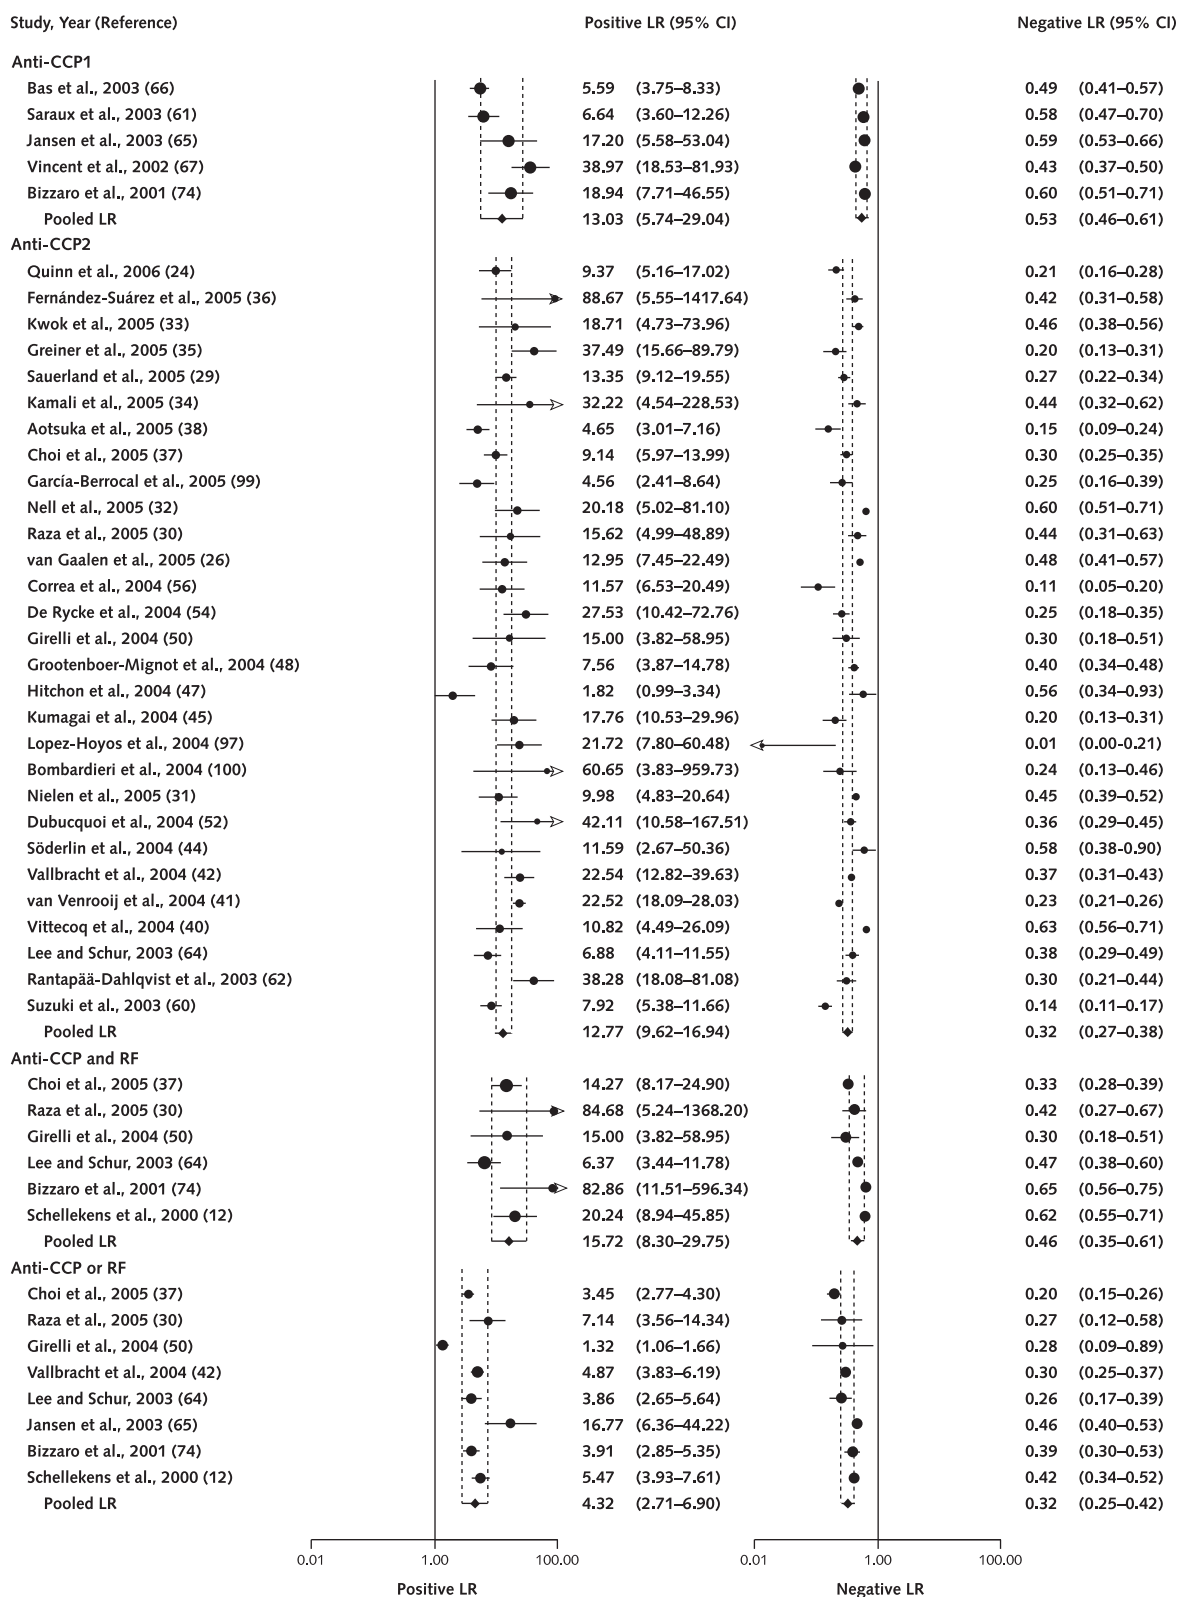 Study, Year (Reference) Positive LR (95% CI) Negative LR (95% CI)
Anti-CCP1
Bas et al., 2003 (66) 5.59 (3.75–8.33) 0.49 (0.41–0.57)
Saraux et al., 2003 (61) 6.64 (3.60–12.26) 0.58 (0.47–0.70)
Jansen et al., 2003 (65) 17.20 (5.58–53.04) 0.59 (0.53–0.66)
Vincent et al., 2002 (67) 38.97 (18.53–81.93) 0.43 (0.37–0.50)
Bizzaro et al., 2001 (74) 18.94 (7.71–46.55) 0.60 (0.51–0.71)
Pooled LR 13.03 (5.74–29.04) 0.53 (0.46–0.61)
Anti-CCP2
Quinn et al., 2006 (24) 9.37 (5.16–17.02) 0.21 (0.16–0.28)
Fernández-Suárez et al., 2005 (36) 88.67 (5.55–1417.64) 0.42 (0.31–0.58)
Kwok et al., 2005 (33) 18.71 (4.73–73.96) 0.46 (0.38–0.56)
Greiner et al., 2005 (35) 37.49 (15.66–89.79) 0.20 (0.13–0.31)
Sauerland et al., 2005 (29) 13.35 (9.12–19.55) 0.27 (0.22–0.34)
Kamali et al., 2005 (34) 32.22 (4.54–228.53) 0.44 (0.32–0.62)
Aotsuka et al., 2005 (38) 4.65 (3.01–7.16) 0.15 (0.09–0.24)
Choi et al., 2005 (37) 9.14 (5.97–13.99) 0.30 (0.25–0.35)
García-Berrocal et al., 2005 (99) 4.56 (2.41–8.64) 0.25 (0.16–0.39)
Nell et al., 2005 (32) 20.18 (5.02–81.10) 0.60 (0.51–0.71)
Raza et al., 2005 (30) 15.62 (4.99–48.89) 0.44 (0.31–0.63)
van Gaalen et al., 2005 (26) 12.95 (7.45–22.49) 0.48 (0.41–0.57)
Correa et al., 2004 (56) 11.57 (6.53–20.49) 0.11 (0.05–0.20)
De Rycke et al., 2004 (54) 27.53 (10.42–72.76) 0.25 (0.18–0.35)
Girelli et al., 2004 (50) 15.00 (3.82–58.95) 0.30 (0.18–0.51)
Grootenboer-Mignot et al., 2004 (48) 7.56 (3.87–14.78) 0.40 (0.34–0.48)
Hitchon et al., 2004 (47) 1.82 (0.99–3.34) 0.56 (0.34–0.93)
Kumagai et al., 2004 (45) 17.76 (10.53–29.96) 0.20 (0.13–0.31)
Lopez-Hoyos et al., 2004 (97) 21.72 (7.80–60.48) 0.01 (0.00-0.21)
Bombardieri et al., 2004 (100) 60.65 (3.83–959.73) 0.24 (0.13–0.46)
Nielen et al., 2005 (31) 9.98 (4.83–20.64) 0.45 (0.39–0.52)
Dubucquoi et al., 2004 (52) 42.11 (10.58–167.51) 0.36 (0.29–0.45)
Söderlin et al., 2004 (44) 11.59 (2.67–50.36) 0.58 (0.38-0.90)
Vallbracht et al., 2004 (42) 22.54 (12.82–39.63) 0.37 (0.31–0.43)
van Venrooij et al., 2004 (41) 22.52 (18.09–28.03) 0.23 (0.21–0.26)
Vittecoq et al., 2004 (40) 10.82 (4.49–26.09) 0.63 (0.56–0.71)
Lee and Schur, 2003 (64) 6.88 (4.11–11.55) 0.38 (0.29–0.49)
Rantapää-Dahlqvist et al., 2003 (62) 38.28 (18.08–81.08) 0.30 (0.21–0.44)
Suzuki et al., 2003 (60) 7.92 (5.38–11.66) 0.14 (0.11–0.17)
Pooled LR 12.77 (9.62–16.94) 0.32 (0.27–0.38)
Anti-CCP and RF
Choi et al., 2005 (37) 14.27 (8.17–24.90) 0.33 (0.28–0.39)
Raza et al., 2005 (30) 84.68 (5.24–1368.20) 0.42 (0.27–0.67)
Girelli et al., 2004 (50) 15.00 (3.82–58.95) 0.30 (0.18–0.51)
Lee and Schur, 2003 (64) 6.37 (3.44–11.78) 0.47 (0.38–0.60)
Bizzaro et al., 2001 (74) 82.86 (11.51–596.34) 0.65 (0.56–0.75)
Schellekens et al., 2000 (12) 20.24 (8.94–45.85) 0.62 (0.55–0.71)
Pooled LR 15.72 (8.30–29.75) 0.46 (0.35–0.61)
Anti-CCP or RF
Choi et al., 2005 (37) 3.45 (2.77–4.30) 0.20 (0.15–0.26)
Raza et al., 2005 (30) 7.14 (3.56–14.34) 0.27 (0.12–0.58)
Girelli et al., 2004 (50) 1.32 (1.06–1.66) 0.28 (0.09–0.89)
Vallbracht et al., 2004 (42) 4.87 (3.83–6.19) 0.30 (0.25–0.37)
Lee and Schur, 2003 (64) 3.86 (2.65–5.64) 0.26 (0.17–0.39)
Jansen et al., 2003 (65) 16.77 (6.36–44.22) 0.46 (0.40–0.53)
Bizzaro et al., 2001 (74) 3.91 (2.85–5.35) 0.39 (0.30–0.53)
Schellekens et al., 2000 (12) 5.47 (3.93–7.61) 0.42 (0.34–0.52)
Pooled LR 4.32 (2.71–6.90) 0.32 (0.25–0.42)
0.01 1.00 100.00 0.01 1.00 100.00
Positive LR Negative LR